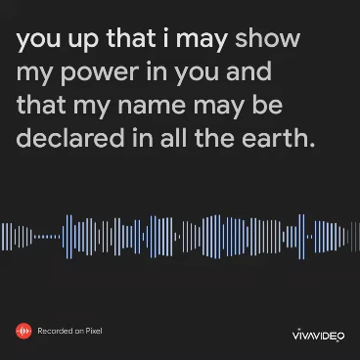 you up that i may show
my power in you and
that my name may be
declared in all the earth.
Recorded on Pixel
VIVAVIDEO